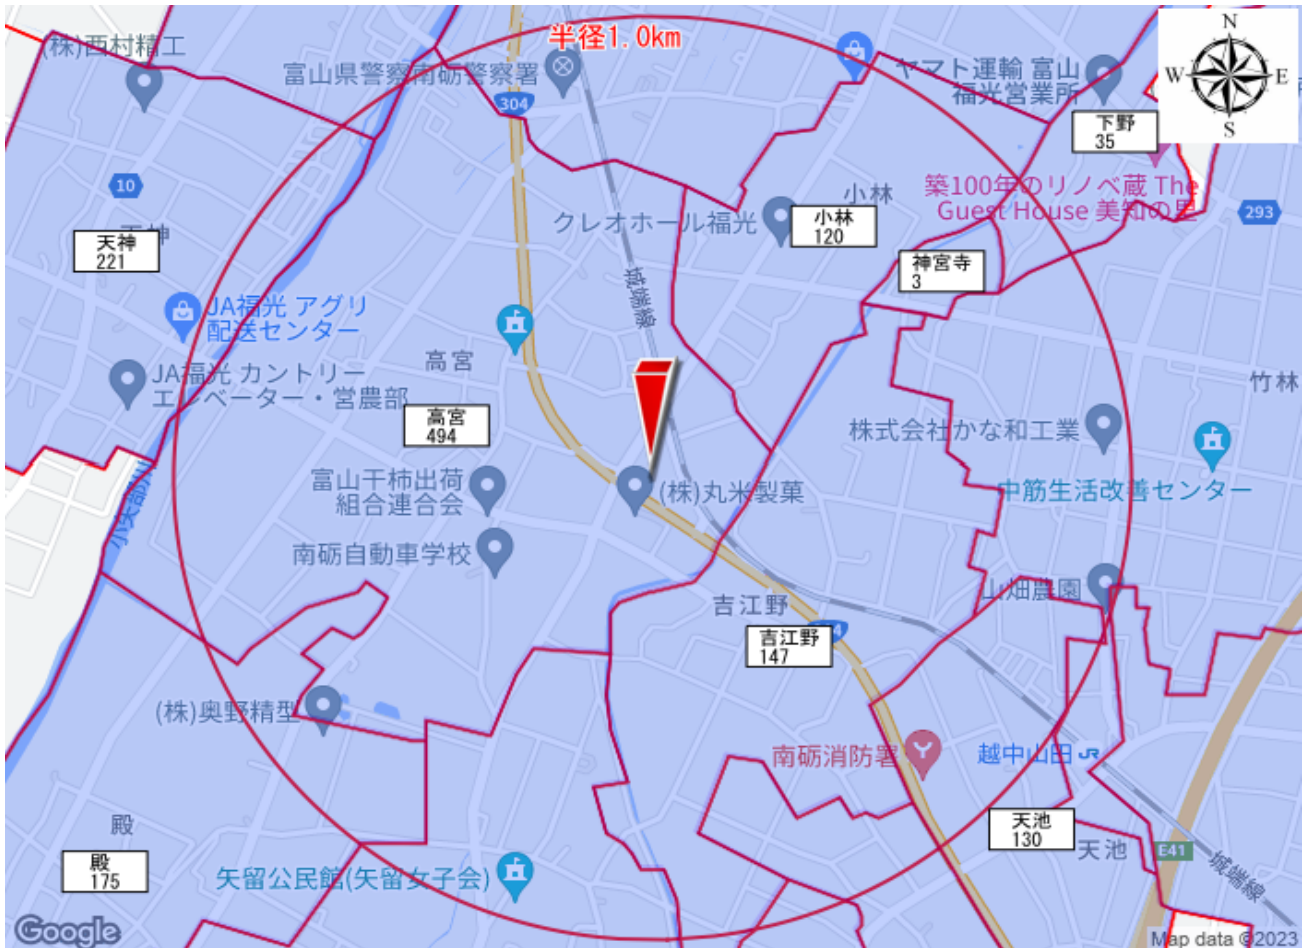 半径1.0km
N
W
E
S
(株)西村精工
富山県警察南砺警察署
304
ヤマト運輸 富山
福光営業所
下野
35
10
築100年のリノベ蔵 The
Guest House 美知の里
293
小林
クレオホール福光
小林
120
天神
天神
221
神宮寺
3
城端線
JA福光 アグリ
配送センター
高宮
JA福光 カントリー
エレベーター・営農部
竹林
高宮
494
株式会社かな和工業
小矢部川
富山干柿出荷
組合連合会
(株)丸米製菓
中筋生活改善センター
南砺自動車学校
山畑農園
吉江野
吉江野
147
(株)奥野精型
南砺消防署
越中山田
JR
殿
殿
175
天池
130
天池
E41
矢留公民館(矢留女子会)
城端線
Google
Map data ©2023